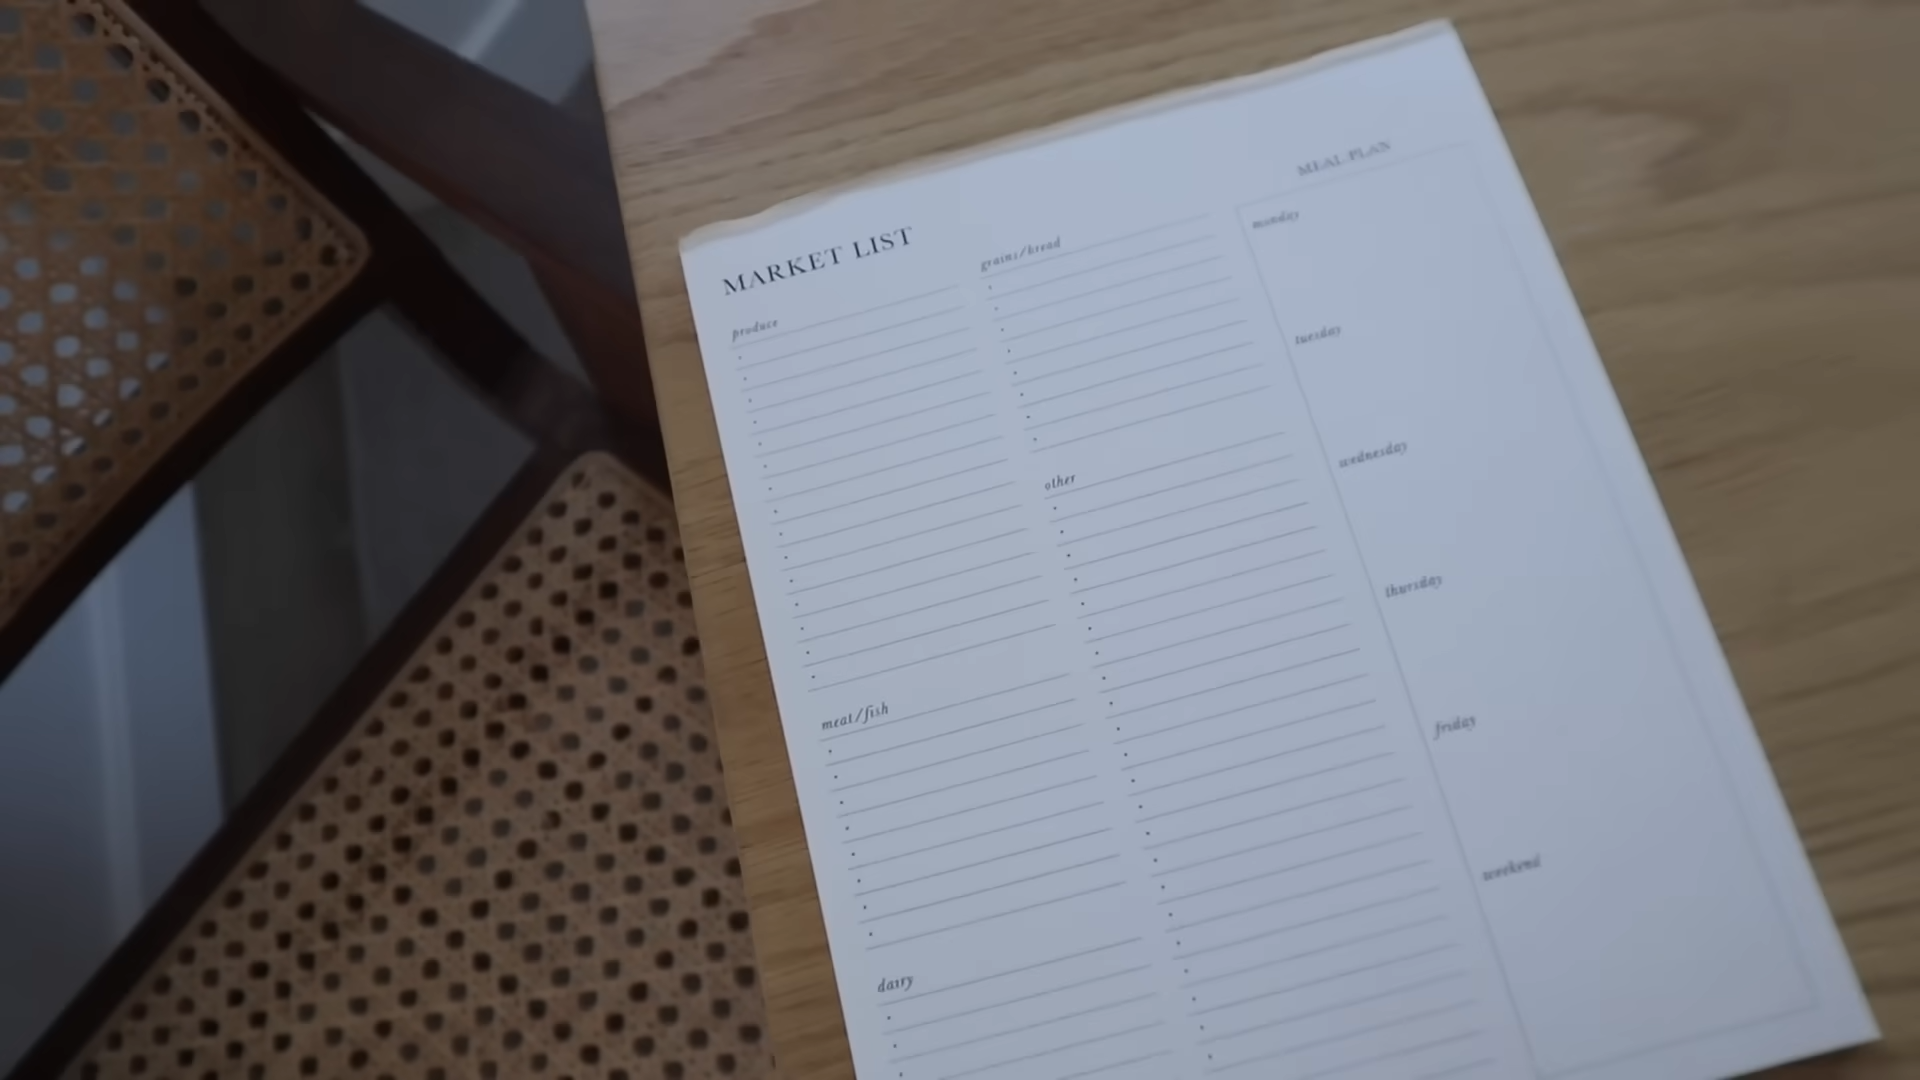 MARKET LIST
produce
meat/fish
dairy
grains/bread
other
MEAL PLAN
monday
tuesday
wednesday
thursday
friday
weekend